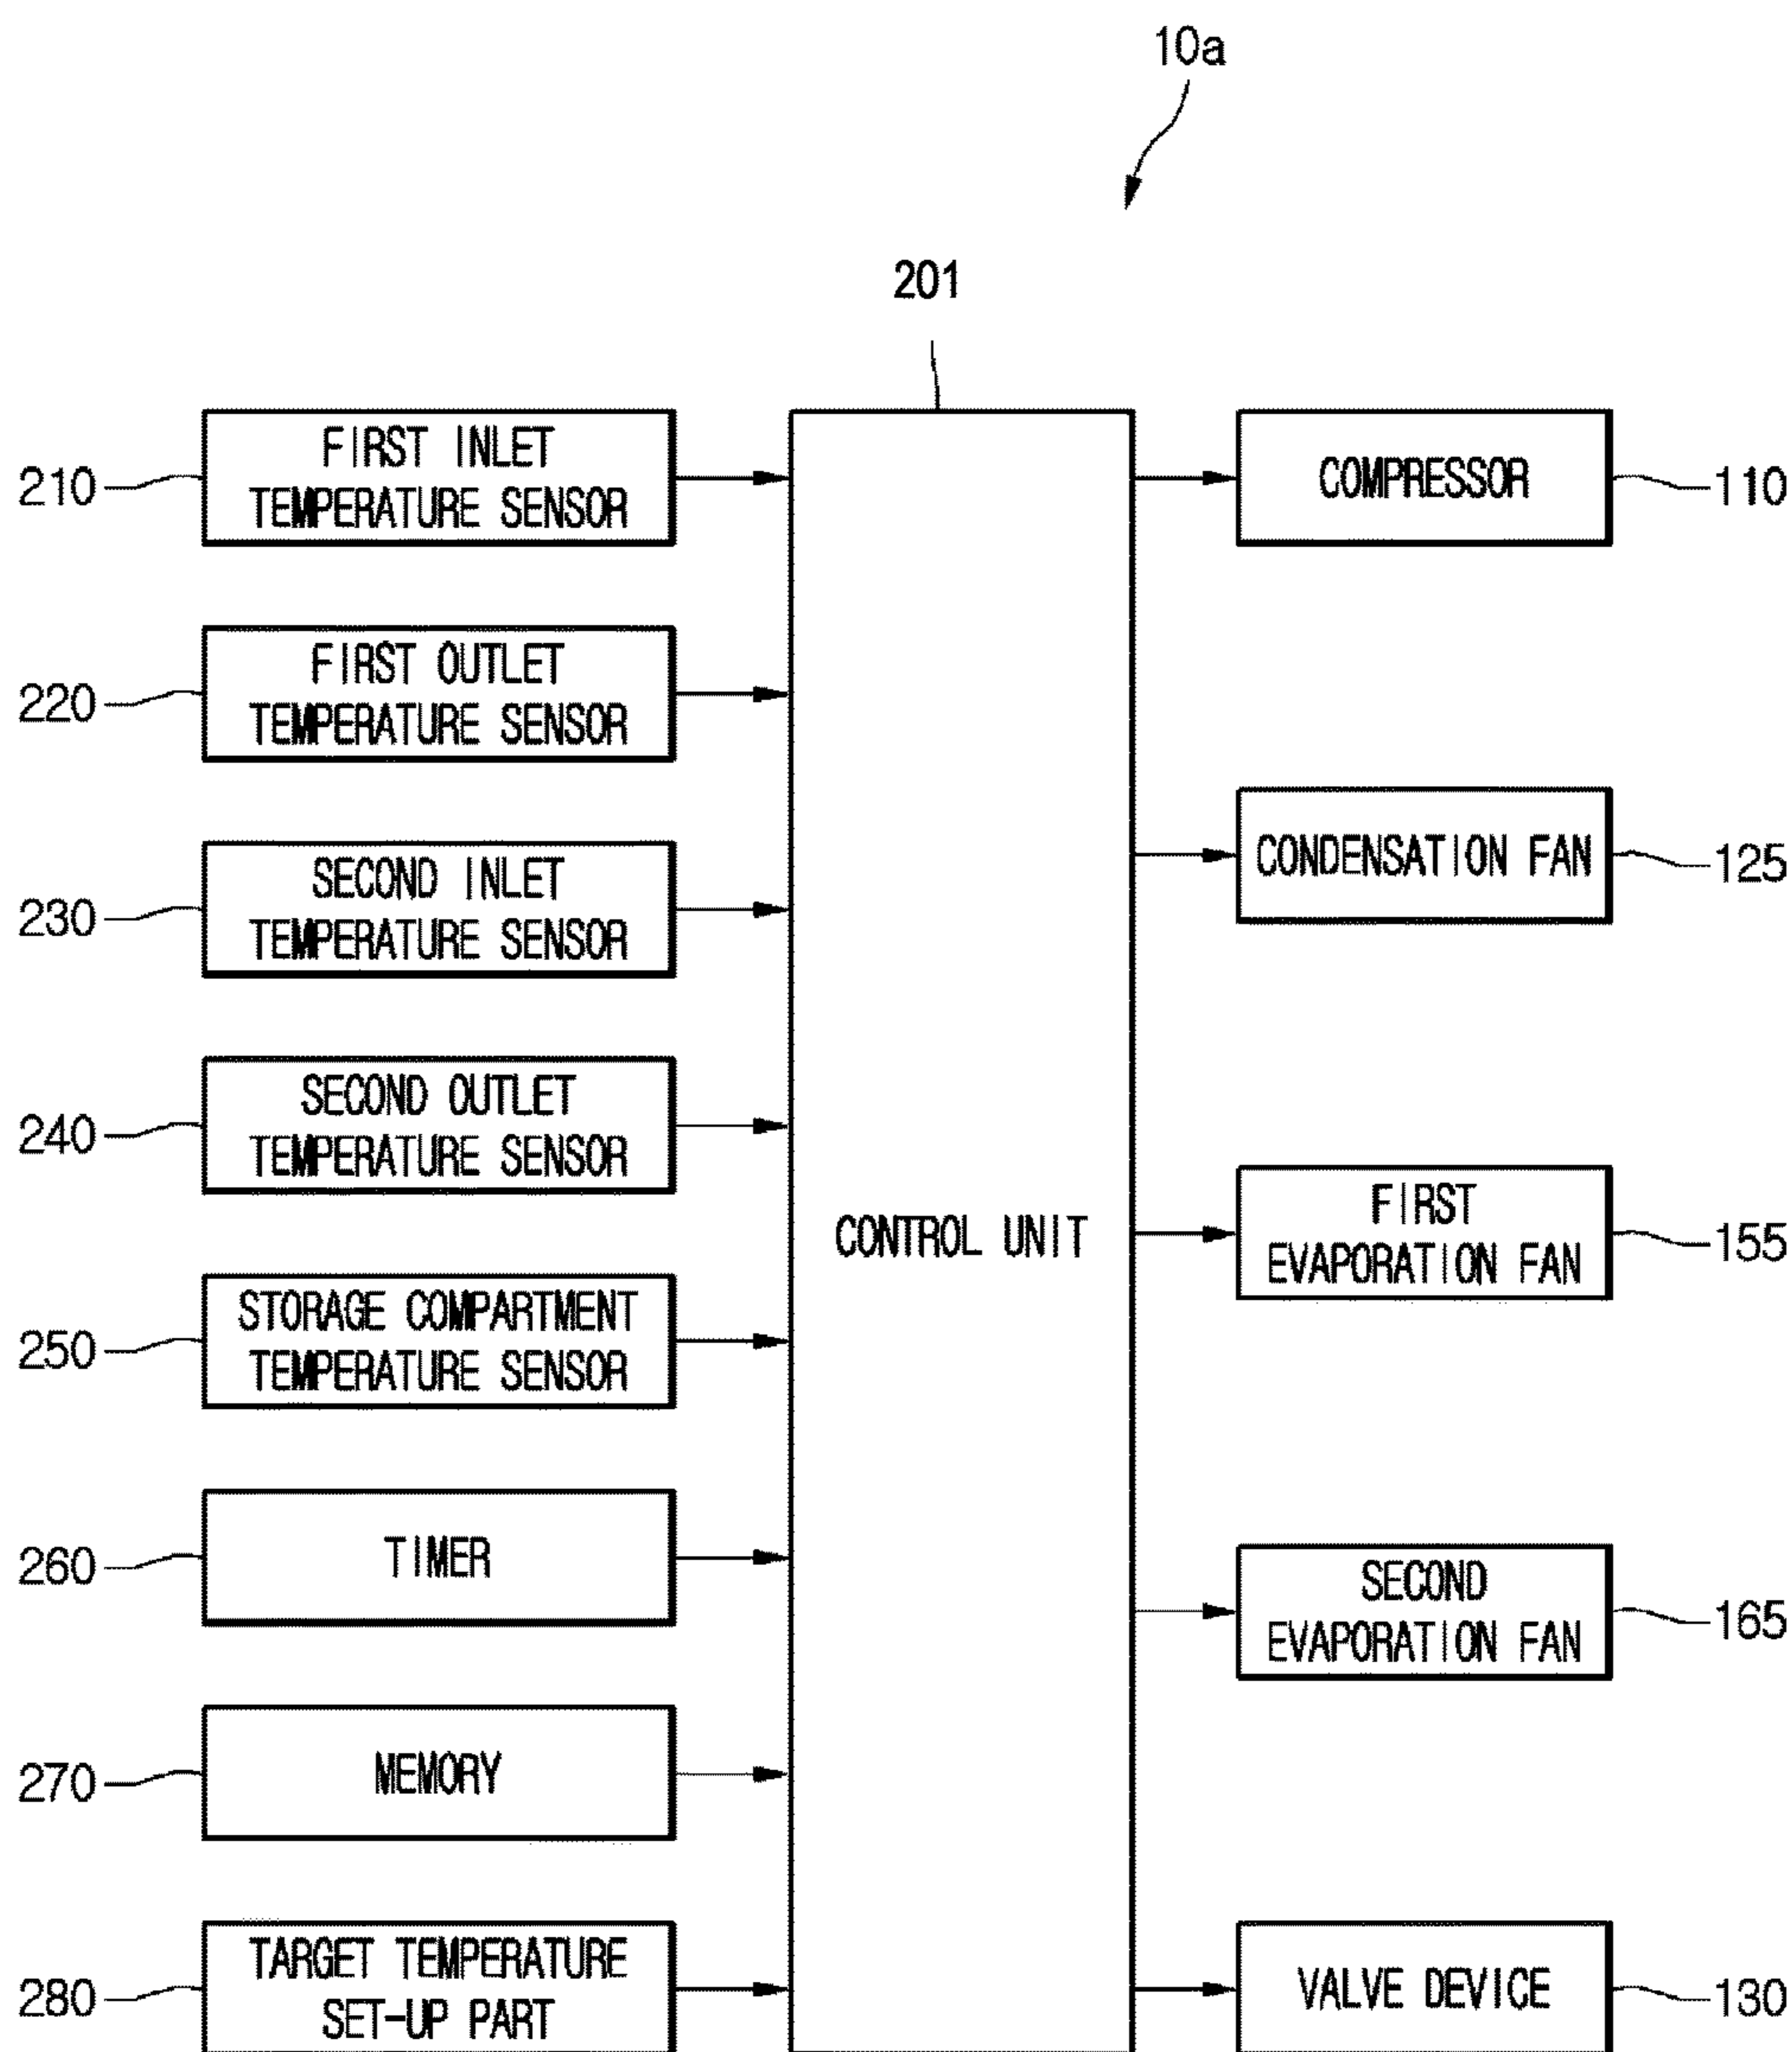 10a
201
210
FIRST INLET
TEMPERATURE SENSOR
220
FIRST OUTLET
TEMPERATURE SENSOR
230
SECOND INLET
TEMPERATURE SENSOR
240
SECOND OUTLET
TEMPERATURE SENSOR
250
STORAGE COMPARTMENT
TEMPERATURE SENSOR
260
TIMER
270
MEMORY
280
TARGET TEMPERATURE
SET-UP PART
CONTROL UNIT
COMPRESSOR
110
CONDENSATION FAN
125
FIRST
EVAPORATION FAN
155
SECOND
EVAPORATION FAN
165
VALVE DEVICE
130